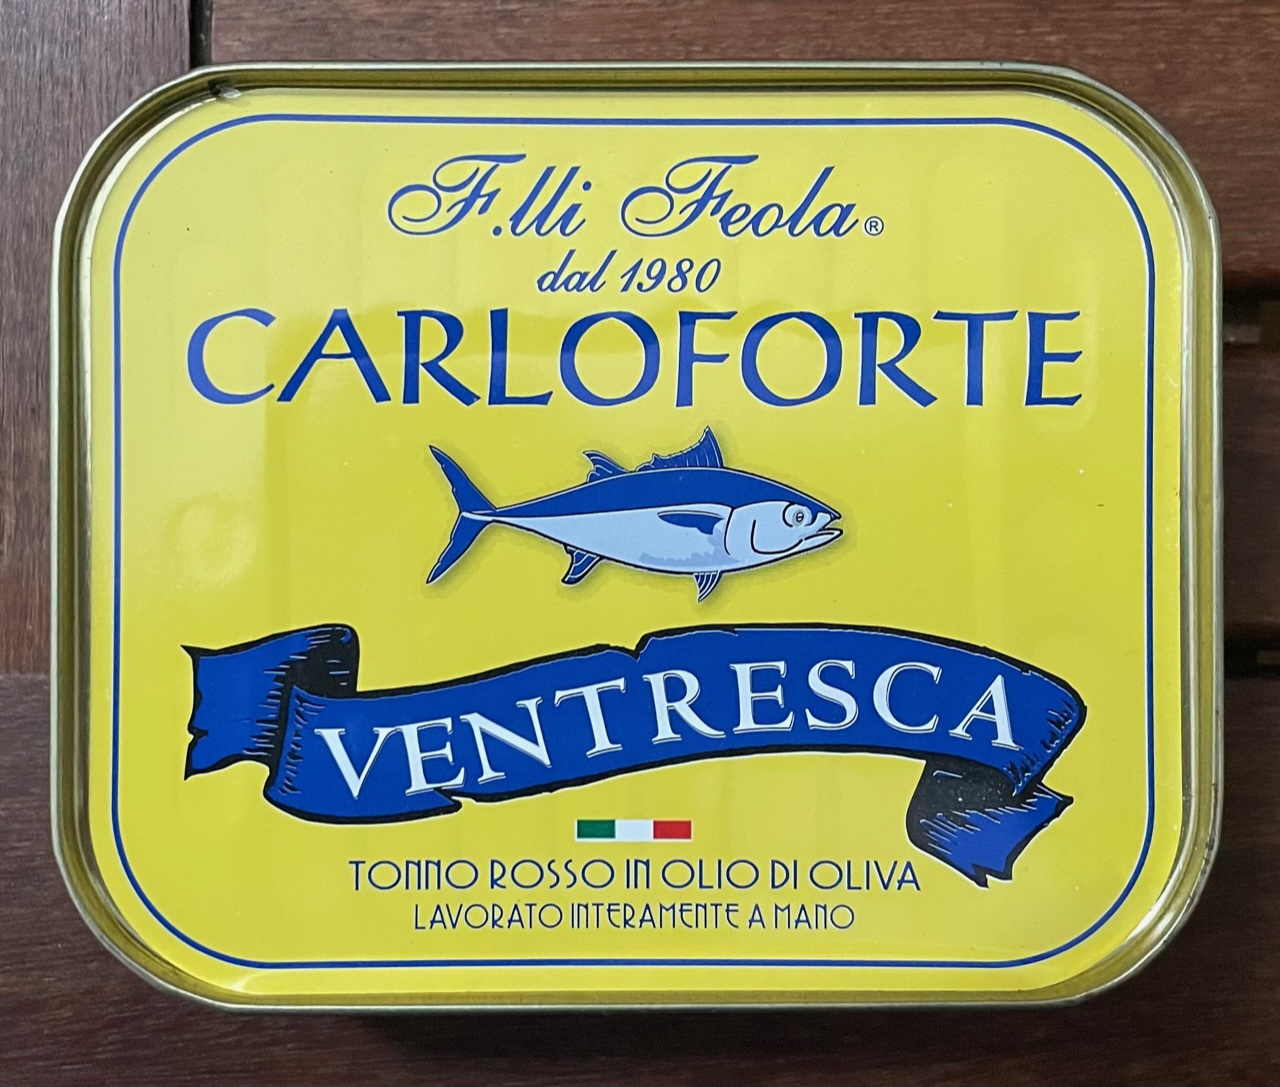 F.lli Feola®
dal 1980
CARLOFORTE
VENTRESCA
TONNO ROSSO IN OLIO DI OLIVA
LAVORATO INTERAMENTE A MANO